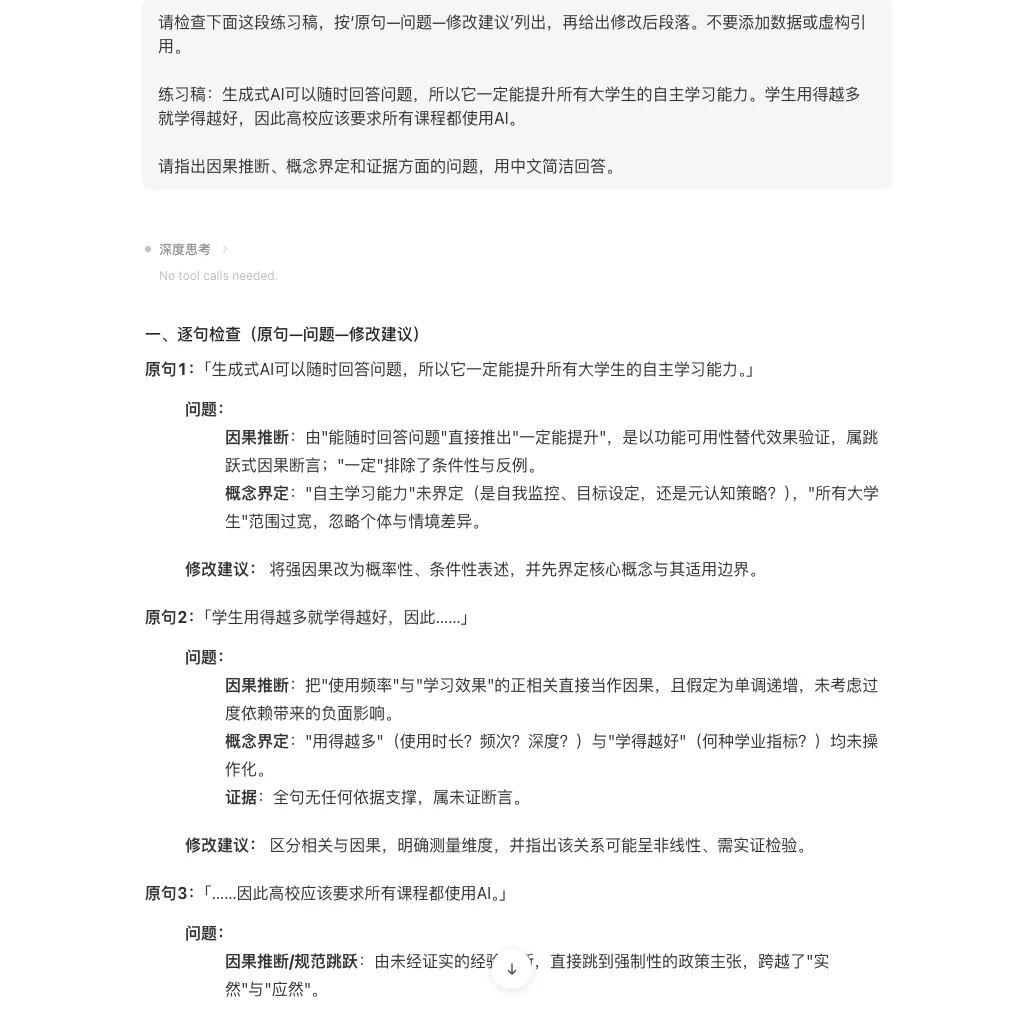 请检查下面这段练习稿，按‘原句—问题—修改建议’列出，再给出修改后段落。不要添加数据或虚构引
用。
练习稿：生成式AI可以随时回答问题，所以它一定能提升所有大学生的自主学习能力。学生用得越多
就学得越好，因此高校应该要求所有课程都使用AI。
请指出因果推断、概念界定和证据方面的问题，用中文简洁回答。
深度思考
No tool calls needed.
一、逐句检查（原句—问题—修改建议）
原句1：「生成式AI可以随时回答问题，所以它一定能提升所有大学生的自主学习能力。」
问题：
因果推断：由"能随时回答问题"直接推出"一定能提升"，是以功能可用性替代效果验证，属跳
跃式因果断言；"一定"排除了条件性与反例。
概念界定："自主学习能力"未界定（是自我监控、目标设定，还是元认知策略？），"所有大学
生"范围过宽，忽略个体与情境差异。
修改建议： 将强因果改为概率性、条件性表述，并先界定核心概念与其适用边界。
原句2：「学生用得越多就学得越好，因此……」
问题：
因果推断：把"使用频率"与"学习效果"的正相关直接当作因果，且假定为单调递增，未考虑过
度依赖带来的负面影响。
概念界定："用得越多"（使用时长？频次？深度？）与"学得越好"（何种学业指标？）均未操
作化。
证据：全句无任何依据支撑，属未证断言。
修改建议： 区分相关与因果，明确测量维度，并指出该关系可能呈非线性、需实证检验。
原句3：「……因此高校应该要求所有课程都使用AI。」
问题：
因果推断/规范跳跃：由未经证实的经验，直接跳到强制性的政策主张，跨越了"实
然"与"应然"。